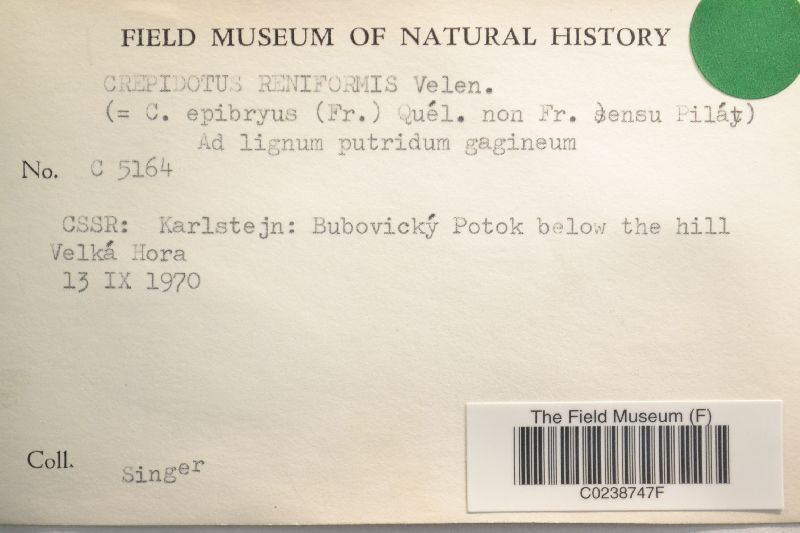 FIELD MUSEUM OF NATURAL HISTORY
CREPIDOTUS RENIFORMIS Velen.
(= C. epibryus (Fr.) Quél. non Fr. sensu Pilát)
Ad lignum putridum gagineum
No. C 5164
CSSR: Karlstejn: Bubovický Potok below the hill
Velká Hora
13 IX 1970
Coll. Singer
The Field Museum (F)
C0238747F